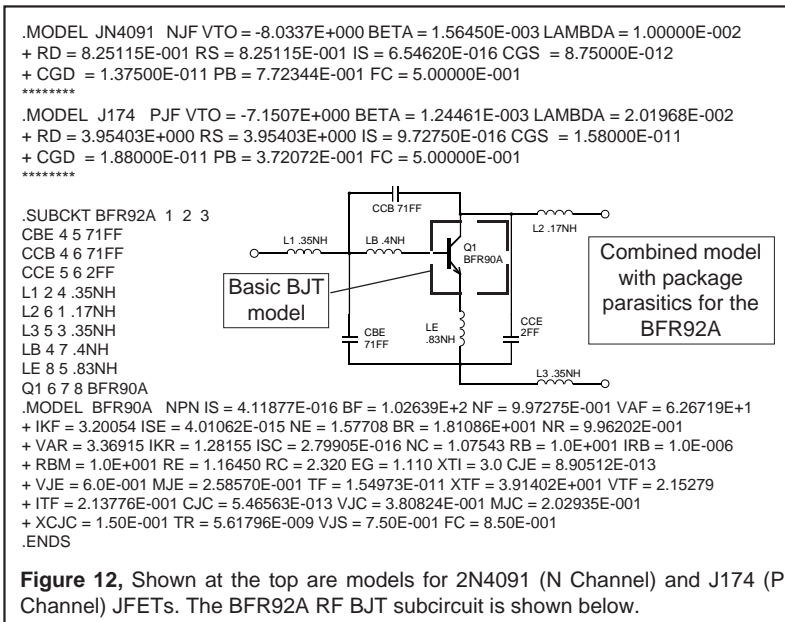 .MODEL JN4091 NJF VTO = -8.0337E+000 BETA = 1.56450E-003 LAMBDA = 1.00000E-002
+ RD = 8.25115E-001 RS = 8.25115E-001 IS = 6.54620E-016 CGS = 8.75000E-012
+ CGD = 1.37500E-011 PB = 7.72344E-001 FC = 5.00000E-001
********
.MODEL J174 PJF VTO = -7.1507E+000 BETA = 1.24461E-003 LAMBDA = 2.01968E-002
+ RD = 3.95403E+000 RS = 3.95403E+000 IS = 9.72750E-016 CGS = 1.58000E-011
+ CGD = 1.88000E-011 PB = 3.72072E-001 FC = 5.00000E-001
********
.SUBCKT BFR92A 1 2 3
CBE 4 5 71FF
CCB 4 6 71FF
CCE 5 6 2FF
L1 2 4 .35NH
L2 6 1 .17NH
L3 5 3 .35NH
LB 4 7 .4NH
LE 8 5 .83NH
Q1 6 7 8 BFR90A
CCB 71FF
L1 .35NH
LB .4NH
Q1
BFR90A
L2 .17NH
Basic BJT
model
CBE
71FF
LE
.83NH
CCE
2FF
L3 .35NH
Combined model
with package
parasitics for the
BFR92A
.MODEL BFR90A NPN IS = 4.11877E-016 BF = 1.02639E+2 NF = 9.97275E-001 VAF = 6.26719E+1
+ IKF = 3.20054 ISE = 4.01062E-015 NE = 1.57708 BR = 1.81086E+001 NR = 9.96202E-001
+ VAR = 3.36915 IKR = 1.28155 ISC = 2.79905E-016 NC = 1.07543 RB = 1.0E+001 IRB = 1.0E-006
+ RBM = 1.0E+001 RE = 1.16450 RC = 2.320 EG = 1.110 XTI = 3.0 CJE = 8.90512E-013
+ VJE = 6.0E-001 MJE = 2.58570E-001 TF = 1.54973E-011 XTF = 3.91402E+001 VTF = 2.15279
+ ITF = 2.13776E-001 CJC = 5.46563E-013 VJC = 3.80824E-001 MJC = 2.02935E-001
+ XCJC = 1.50E-001 TR = 5.61796E-009 VJS = 7.50E-001 FC = 8.50E-001
.ENDS
Figure 12, Shown at the top are models for 2N4091 (N Channel) and J174 (P
Channel) JFETs. The BFR92A RF BJT subcircuit is shown below.